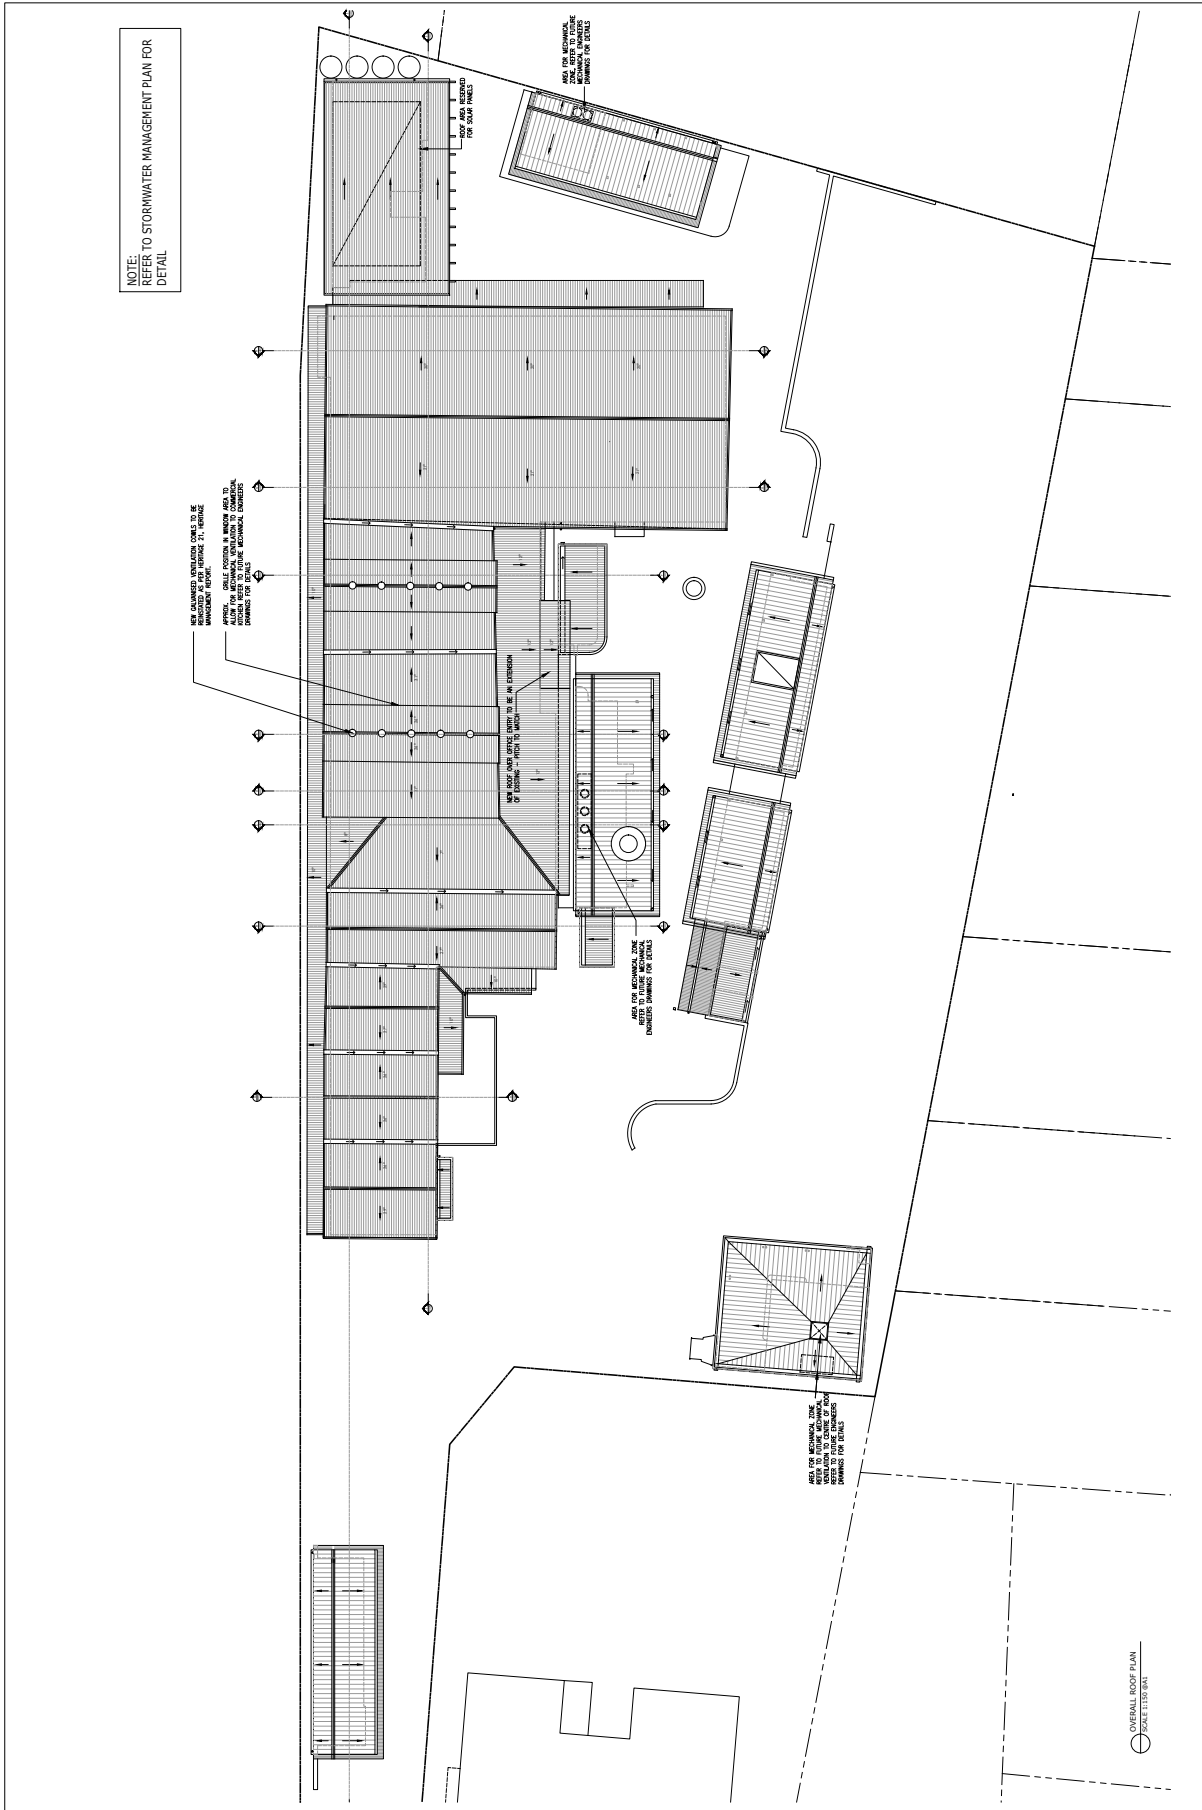 NOTE:
REFER TO STORMWATER MANAGEMENT PLAN FOR
DETAIL
NEW GALVANISED VENTILATION COWLS TO BE
REINSTATED AS PER HERITAGE 21, HERITAGE
MANAGEMENT REPORT.
APPROX. GRILLE POSITION IN WINDOW AREA TO
ALLOW FOR MECHANICAL VENTILATION TO COMMERCIAL
KITCHEN REFER TO FUTURE MECHANICAL ENGINEERS
DRAWINGS FOR DETAILS
ROOF AREA RESERVED
FOR SOLAR PANELS
AREA FOR MECHANICAL
ZONE, REFER TO FUTURE
MECHANICAL ENGINEERS
DRAWINGS FOR DETAILS
NEW ROOF OVER OFFICE ENTRY TO BE AN EXTENSION
OF EXISTING - PITCH TO MATCH
AREA FOR MECHANICAL ZONE
REFER TO FUTURE MECHANICAL
ENGINEERS DRAWINGS FOR DETAILS
AREA FOR MECHANICAL ZONE
REFER TO FUTURE MECHANICAL
VENTILATION TO CENTRE OF ROOF
REFER TO FUTURE ENGINEERS
DRAWINGS FOR DETAILS
OVERALL ROOF PLAN
SCALE 1:150 @A1